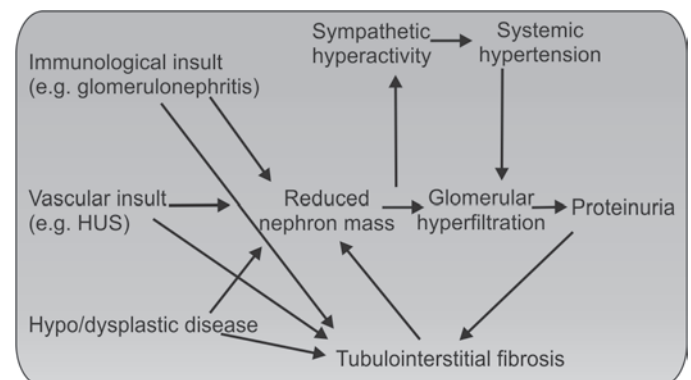 Sympathetic
hyperactivity
Systemic
hypertension
Immunological insult
(e.g. glomerulonephritis)
Vascular insult
(e.g. HUS)
Reduced
nephron mass
Glomerular
hyperfiltration
Proteinuria
Hypo/dysplastic disease
Tubulointerstitial fibrosis